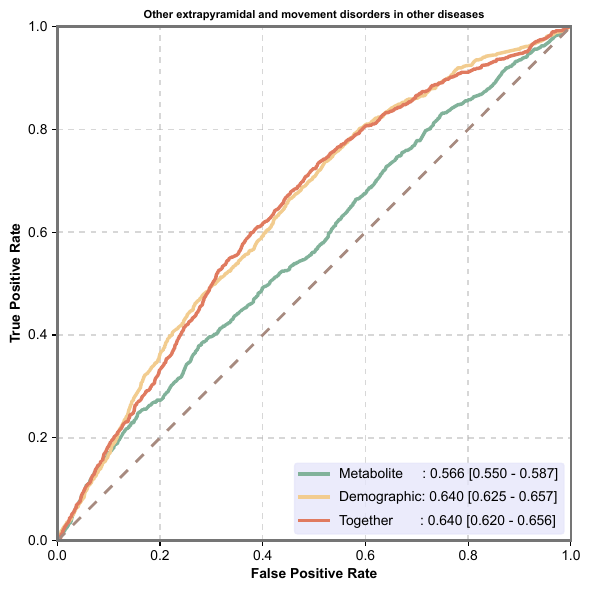 Other extrapyramidal and movement disorders in other diseases
True Positive Rate
1.0
0.8
0.6
0.4
0.2
0.0
Metabolite : 0.566 [0.550 - 0.587]
Demographic: 0.640 [0.625 - 0.657]
Together : 0.640 [0.620 - 0.656]
0.0 0.2 0.4 0.6 0.8 1.0
False Positive Rate